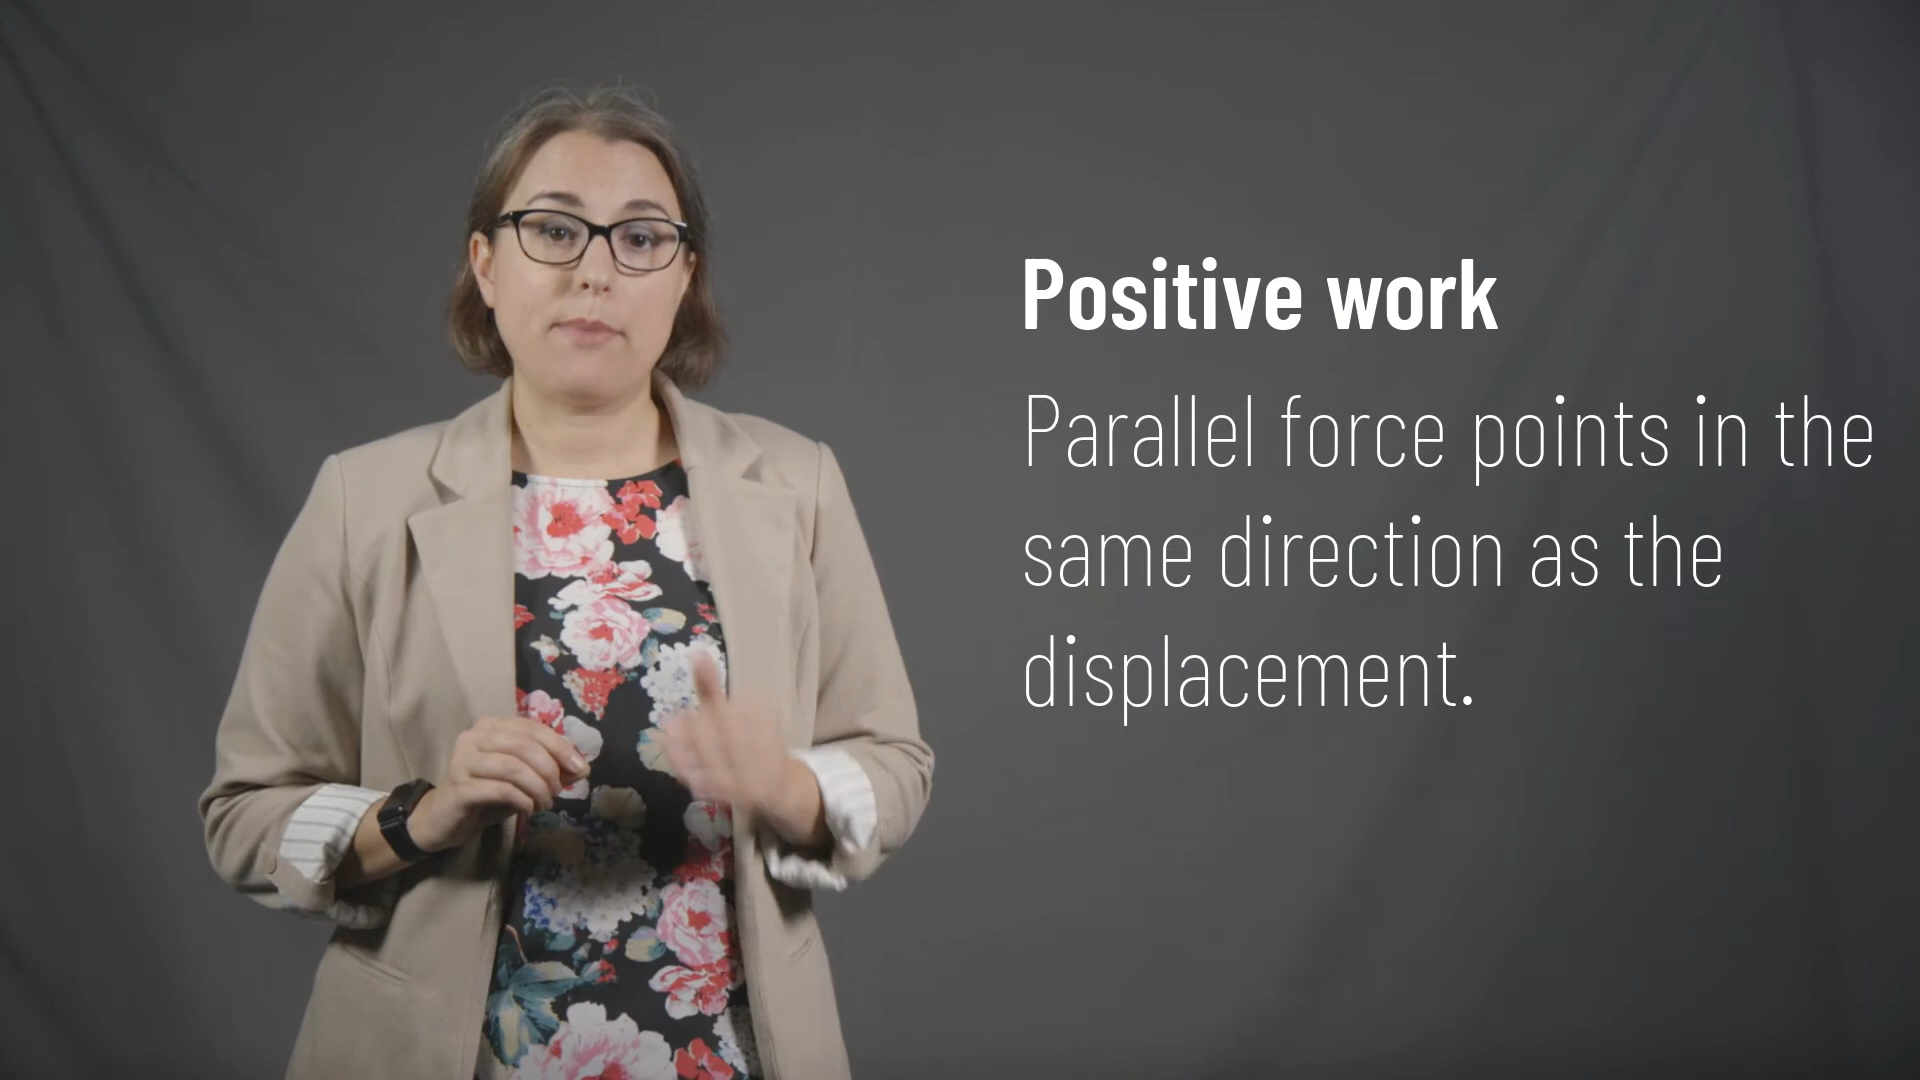 Positive work
Parallel force points in the
same direction as the
displacement.